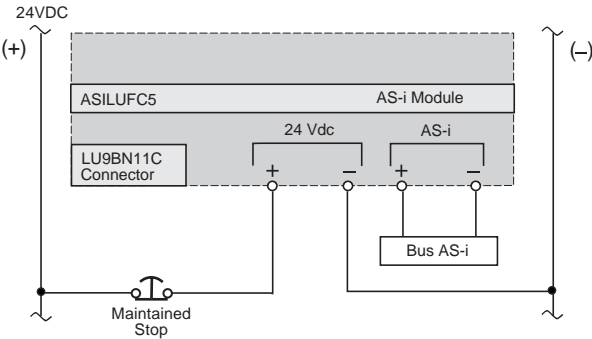 24VDC
(+)
(–)
ASILUFC5
AS-i Module
24 Vdc
AS-i
LU9BN11C
Connector
+
–
+
–
Bus AS-i
Maintained
Stop